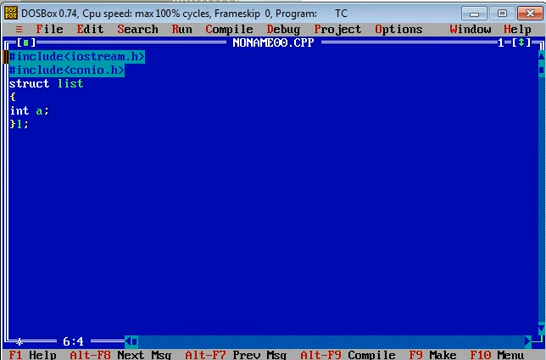 DOSBox 0.74, Cpu speed: max 100% cycles, Frameskip 0, Program: TC
≡ File Edit Search Run Compile Debug Project Options Window Help
[■] NONAME00.CPP 1=[↕]
#include<iostream.h>
#include<conio.h>
struct list
{
int a;
}l;
* 6:4
F1 Help Alt-F8 Next Msg Alt-F7 Prev Msg Alt-F9 Compile F9 Make F10 Menu